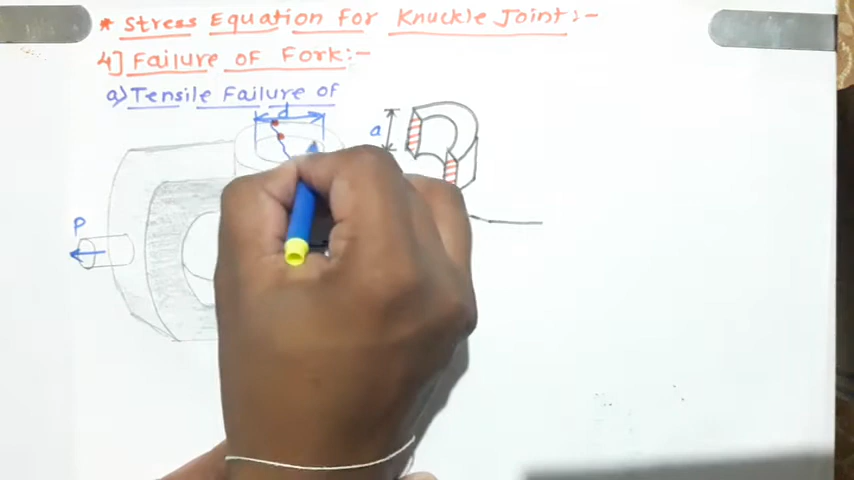 * Stress Equation For Knuckle Joint:-
4] Failure of Fork:-
a) Tensile Failure of
d
a
P